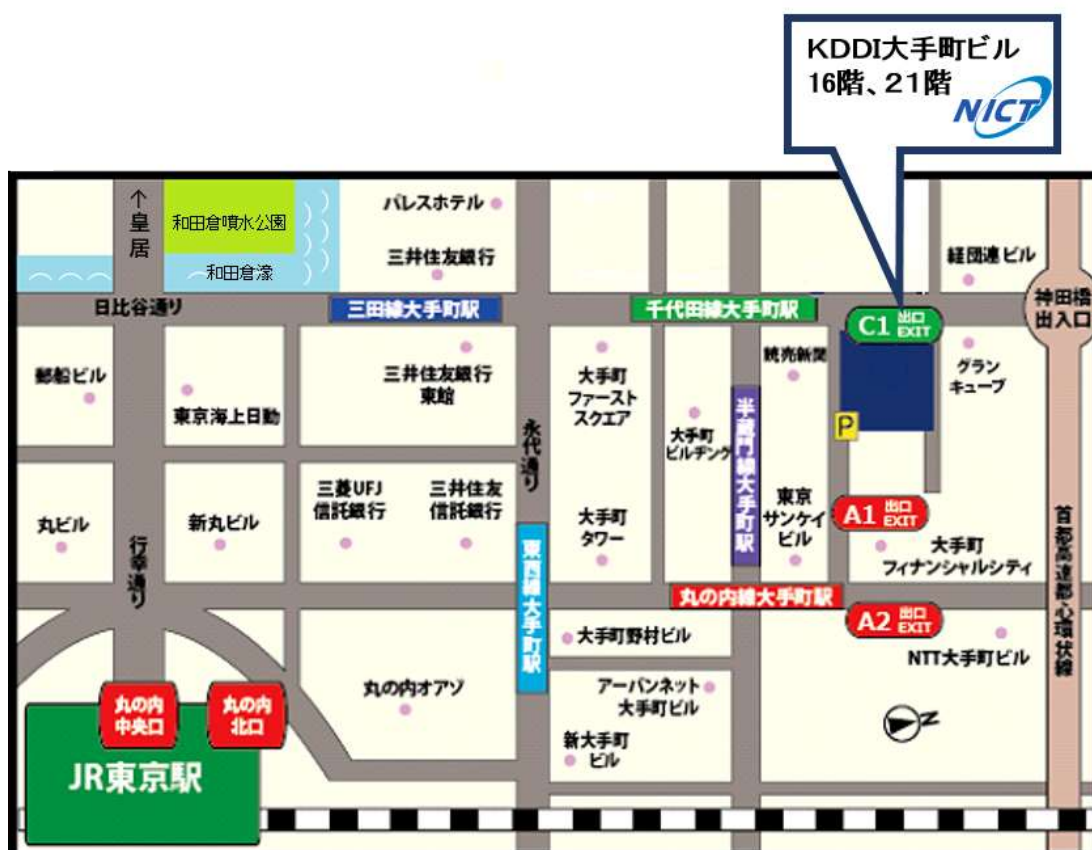 KDDI大手町ビル
16階、21階
NICT
↑皇居
和田倉噴水公園
和田倉濠
パレスホテル
三井住友銀行
経団連ビル
日比谷通り
三田線大手町駅
千代田線大手町駅
C1 出口
EXIT
神田橋
出入口
郵船ビル
東京海上日動
三井住友銀行
東館
大手町
ファースト
スクエア
読売新聞
グラン
キューブ
大手町
ビルヂング
半蔵門線大手町駅
P
永代通り
丸ビル
新丸ビル
三菱UFJ
信託銀行
三井住友
信託銀行
大手町
タワー
東京
サンケイ
ビル
A1 出口
EXIT
大手町
フィナンシャルシティ
首都高速都心環状線
行幸通り
東西線大手町駅
丸の内線大手町駅
A2 出口
EXIT
大手町野村ビル
NTT大手町ビル
丸の内オアゾ
アーバンネット
大手町ビル
新大手町
ビル
N
丸の内
中央口
丸の内
北口
JR東京駅